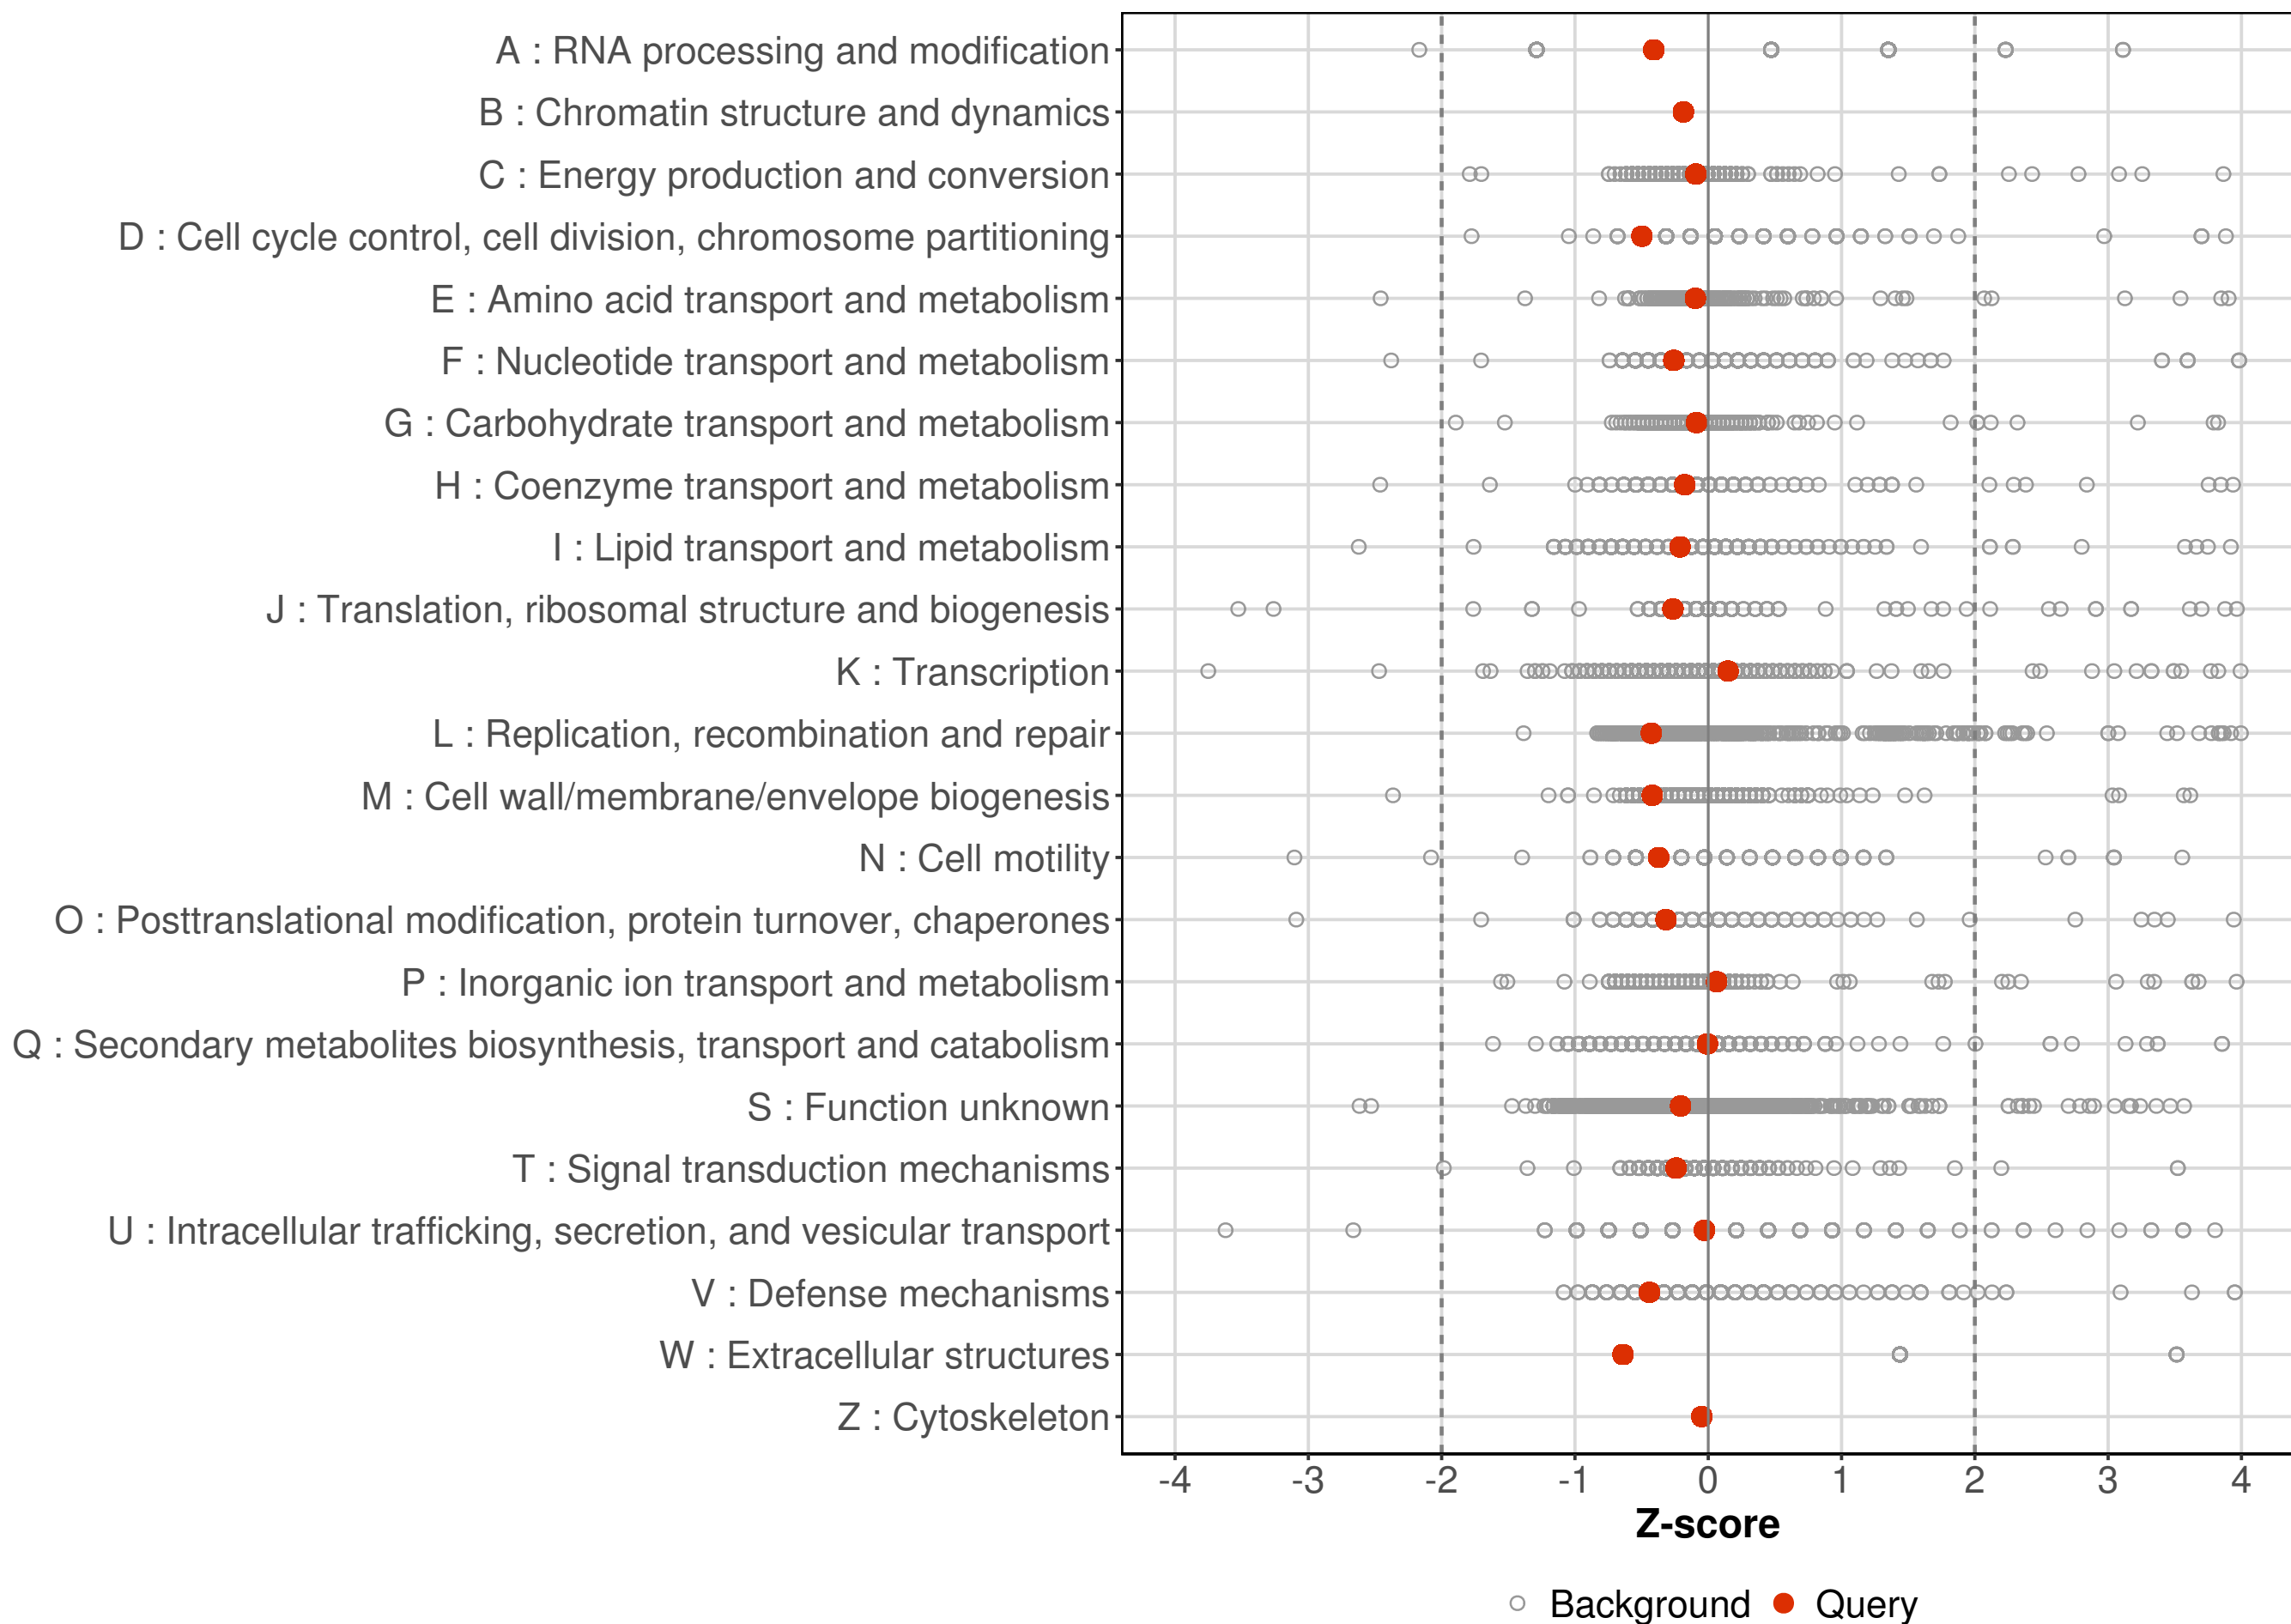 A : RNA processing and modification
B : Chromatin structure and dynamics
C : Energy production and conversion
D : Cell cycle control, cell division, chromosome partitioning
E : Amino acid transport and metabolism
F : Nucleotide transport and metabolism
G : Carbohydrate transport and metabolism
H : Coenzyme transport and metabolism
I : Lipid transport and metabolism
J : Translation, ribosomal structure and biogenesis
K : Transcription
L : Replication, recombination and repair
M : Cell wall/membrane/envelope biogenesis
N : Cell motility
O : Posttranslational modification, protein turnover, chaperones
P : Inorganic ion transport and metabolism
Q : Secondary metabolites biosynthesis, transport and catabolism
S : Function unknown
T : Signal transduction mechanisms
U : Intracellular trafficking, secretion, and vesicular transport
V : Defense mechanisms
W : Extracellular structures
Z : Cytoskeleton
-4 -3 -2 -1 0 1 2 3 4
Z-score
Background Query